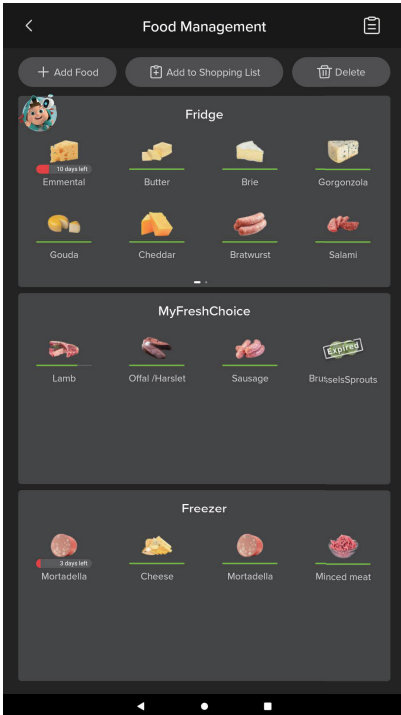 Food Management
Add Food
Add to Shopping List
Delete
Fridge
10 days left
Emmental
Butter
Brie
Gorgonzola
Gouda
Cheddar
Bratwurst
Salami
MyFreshChoice
Expired
Lamb
Offal /Harslet
Sausage
BrusselsSprouts
Freezer
3 days left
Mortadella
Cheese
Mortadella
Minced meat